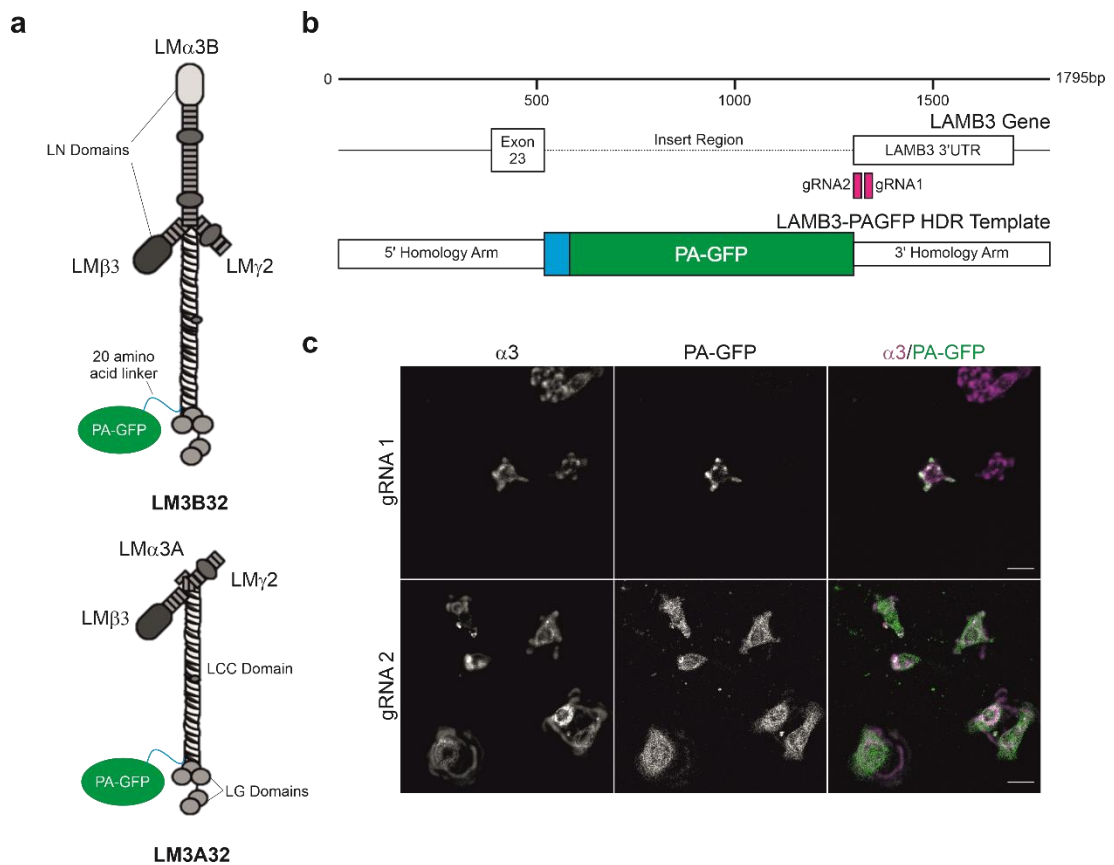 a
LMα3B
LN Domains
LMβ3
LMγ2
20 amino
acid linker
PA-GFP
LM3B32
LMα3A
LMγ2
LMβ3
LCC Domain
PA-GFP
LG Domains
LM3A32
b
0
500
1000
1500
1795bp
LAMB3 Gene
Exon
23
Insert Region
LAMB3 3'UTR
gRNA2
gRNA1
LAMB3-PAGFP HDR Template
5' Homology Arm
PA-GFP
3' Homology Arm
c
α3
PA-GFP
α3/PA-GFP
gRNA 1
gRNA 2